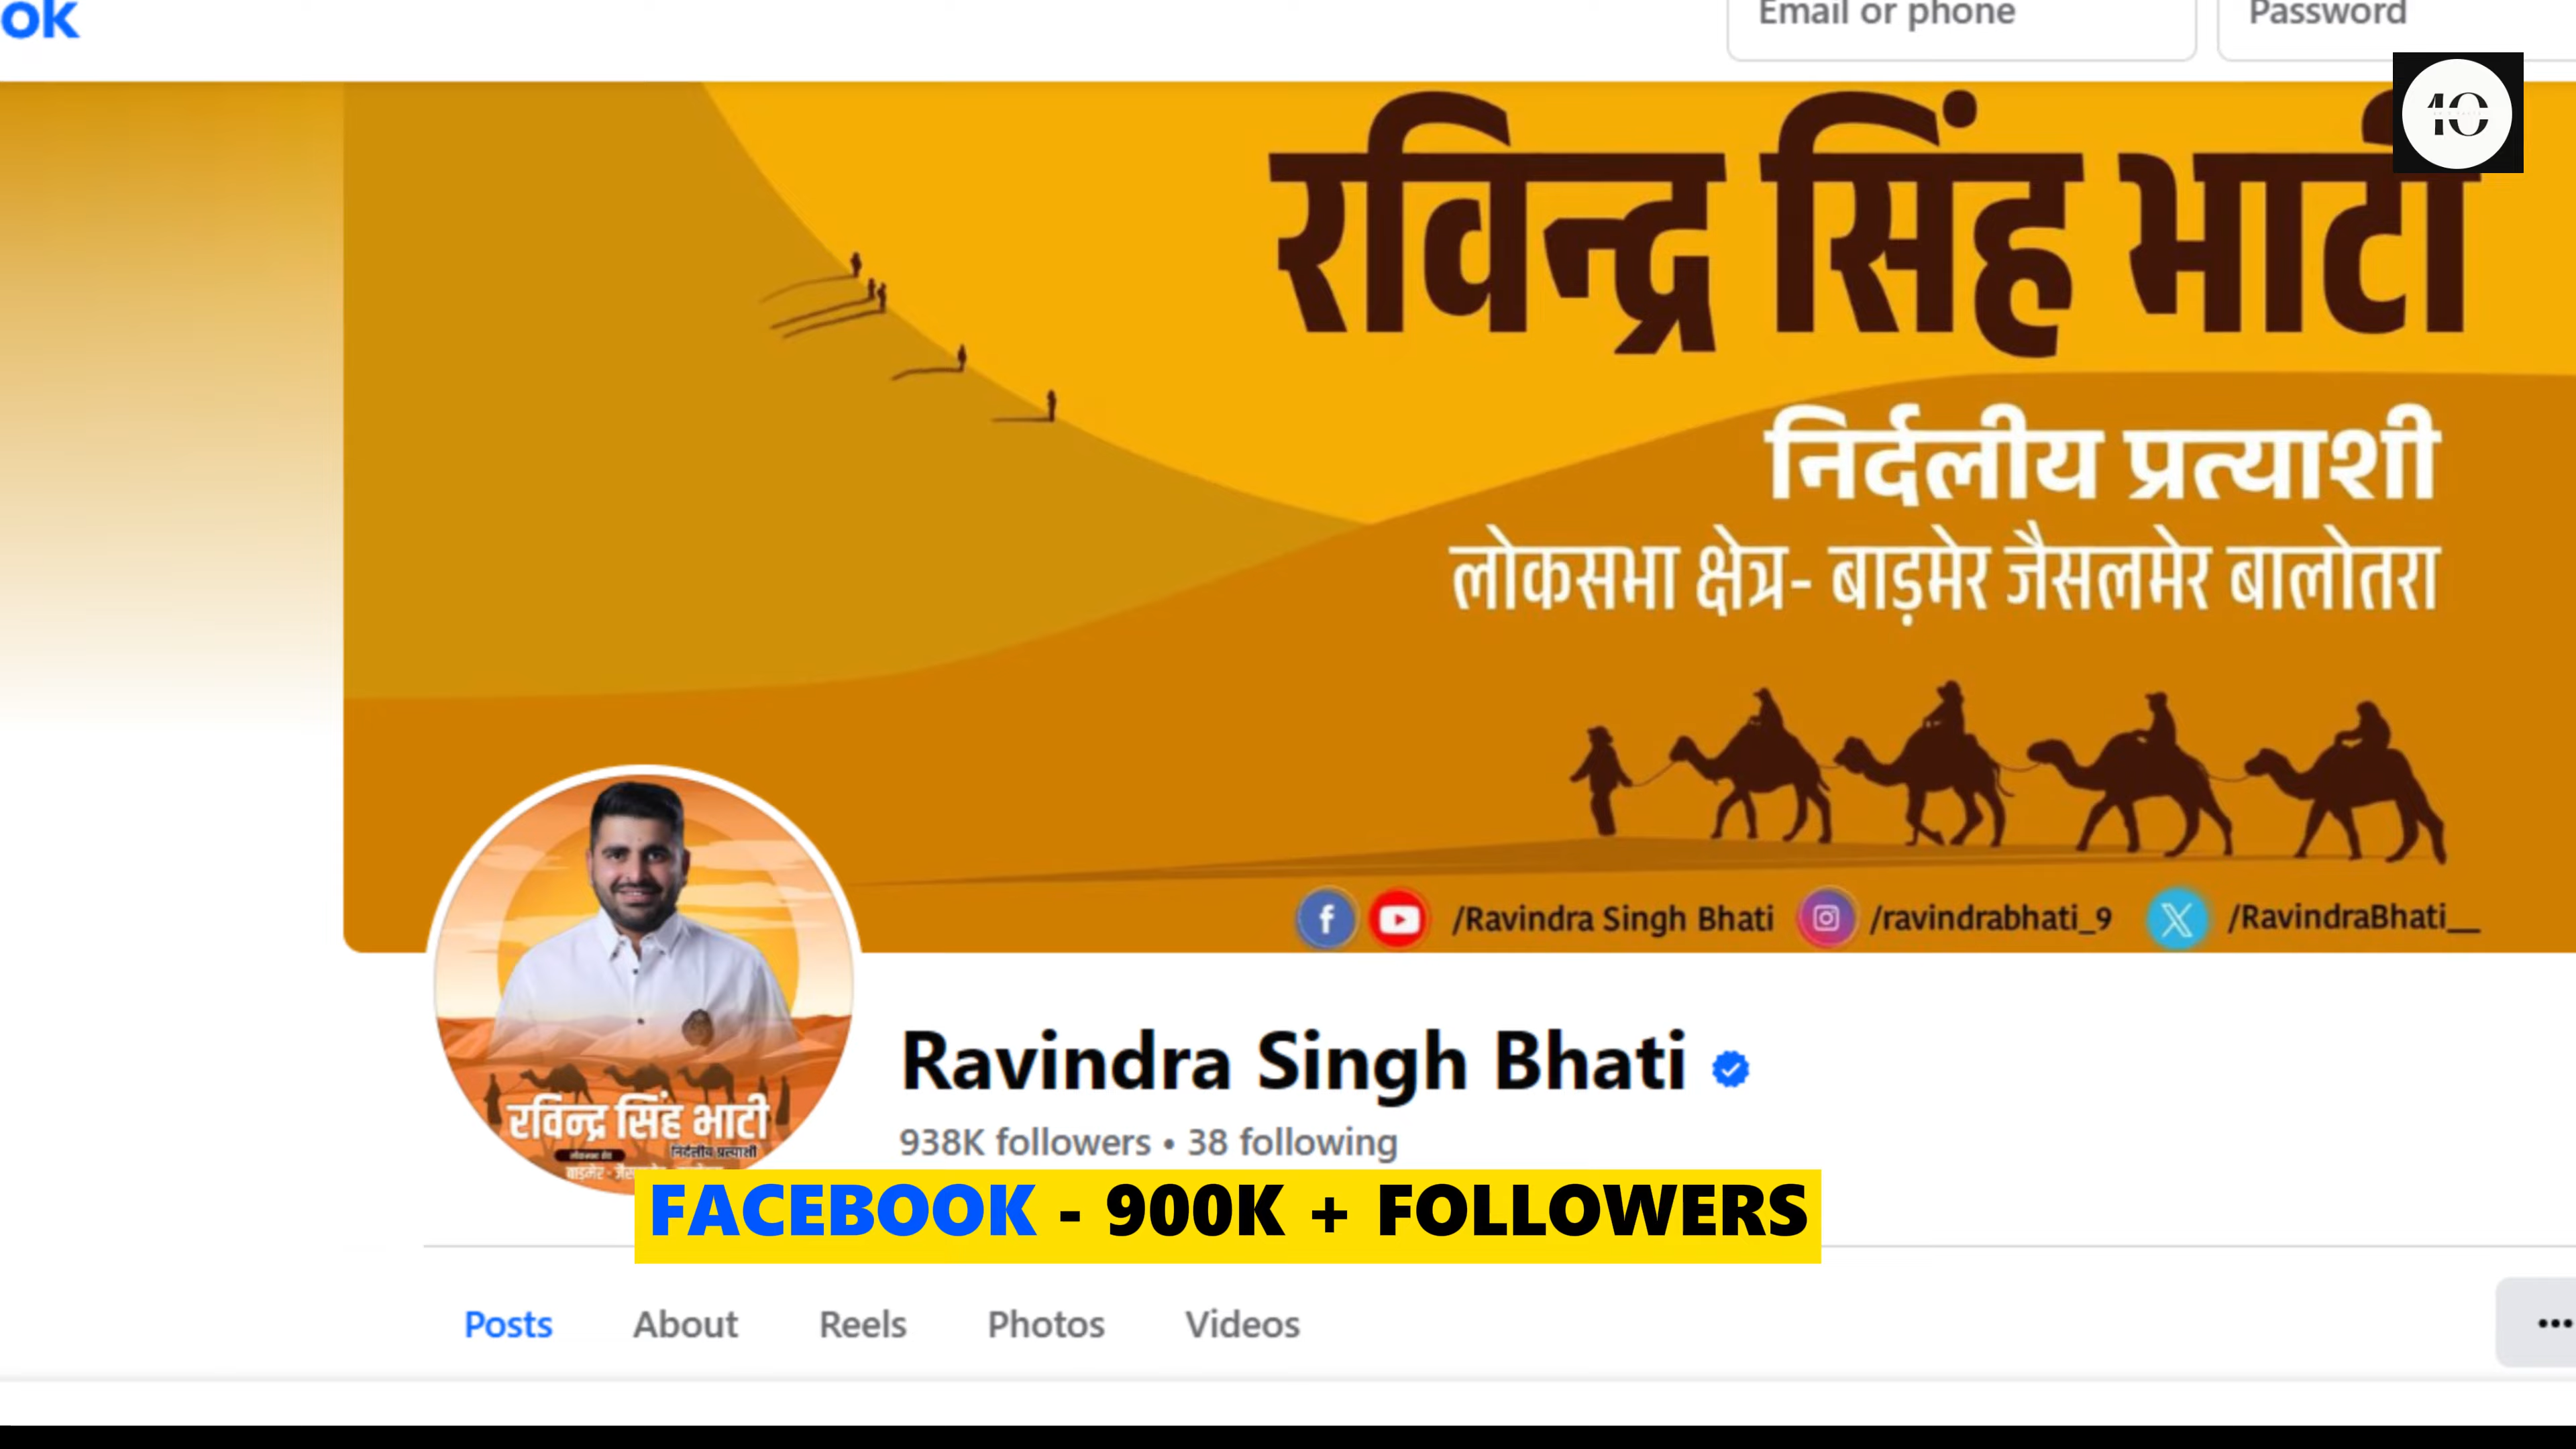 ok
Email or phone
Password
10
रविन्द्र सिंह भाटी
निर्दलीय प्रत्याशी
लोकसभा क्षेत्र- बाड़मेर जैसलमेर बालोतरा
/Ravindra Singh Bhati /ravindrabhati_9 /RavindraBhati__
रविन्द्र सिंह भाटी
निर्दलीय प्रत्याशी
Ravindra Singh Bhati
938K followers • 38 following
FACEBOOK - 900K + FOLLOWERS
Posts About Reels Photos Videos